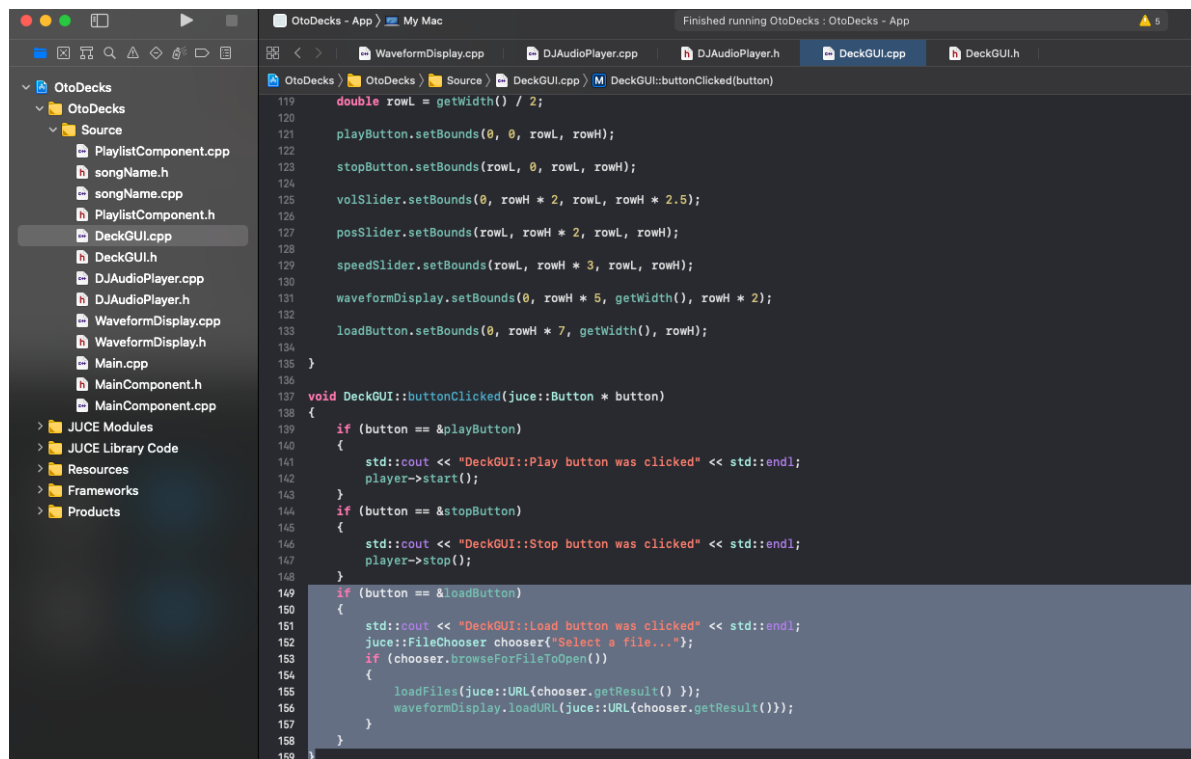 OtoDecks - App 〉 My Mac
Finished running OtoDecks : OtoDecks - App
5
WaveformDisplay.cpp
DJAudioPlayer.cpp
DJAudioPlayer.h
DeckGUI.cpp
DeckGUI.h
OtoDecks 〉 OtoDecks 〉 Source 〉 DeckGUI.cpp 〉 M DeckGUI::buttonClicked(button)
OtoDecks
OtoDecks
Source
PlaylistComponent.cpp
songName.h
songName.cpp
PlaylistComponent.h
DeckGUI.cpp
DeckGUI.h
DJAudioPlayer.cpp
DJAudioPlayer.h
WaveformDisplay.cpp
WaveformDisplay.h
Main.cpp
MainComponent.h
MainComponent.cpp
JUCE Modules
JUCE Library Code
Resources
Frameworks
Products
119 double rowL = getWidth() / 2;
120
121 playButton.setBounds(0, 0, rowL, rowH);
122
123 stopButton.setBounds(rowL, 0, rowL, rowH);
124
125 volSlider.setBounds(0, rowH * 2, rowL, rowH * 2.5);
126
127 posSlider.setBounds(rowL, rowH * 2, rowL, rowH);
128
129 speedSlider.setBounds(rowL, rowH * 3, rowL, rowH);
130
131 waveformDisplay.setBounds(0, rowH * 5, getWidth(), rowH * 2);
132
133 loadButton.setBounds(0, rowH * 7, getWidth(), rowH);
134
135 }
136
137 void DeckGUI::buttonClicked(juce::Button * button)
138 {
139 if (button == &playButton)
140 {
141 std::cout << "DeckGUI::Play button was clicked" << std::endl;
142 player->start();
143 }
144 if (button == &stopButton)
145 {
146 std::cout << "DeckGUI::Stop button was clicked" << std::endl;
147 player->stop();
148 }
149 if (button == &loadButton)
150 {
151 std::cout << "DeckGUI::Load button was clicked" << std::endl;
152 juce::FileChooser chooser{"Select a file..."};
153 if (chooser.browseForFileToOpen())
154 {
155 loadFiles(juce::URL{chooser.getResult() });
156 waveformDisplay.loadURL(juce::URL{chooser.getResult()});
157 }
158 }
159 }